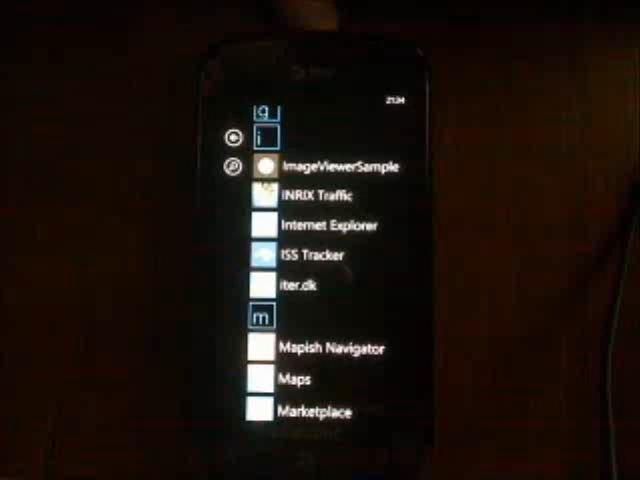 21:34
g
i
ImageViewerSample
INRIX Traffic
Internet Explorer
ISS Tracker
iter.dk
m
Mapish Navigator
Maps
Marketplace